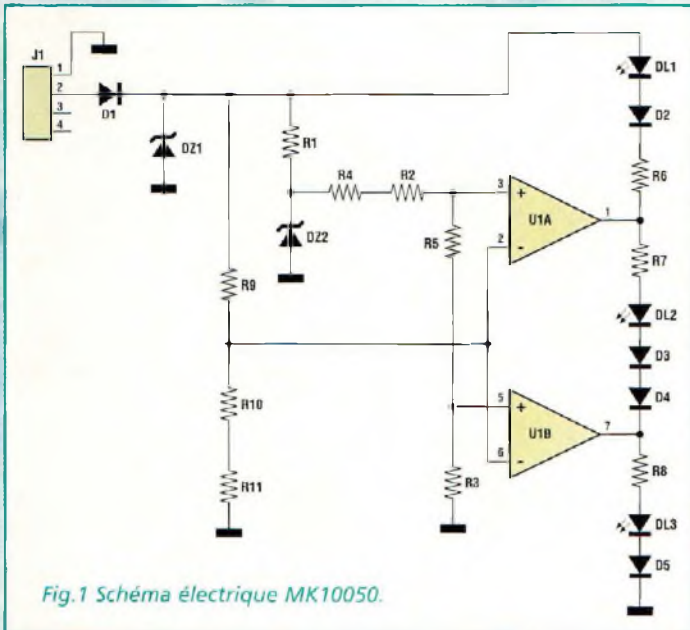 J1
1
2
3
4
D1
DZ1
R1
DZ2
R4
R2
R5
R9
R10
R11
R3
3
+
2
-
U1A
1
5
+
6
-
U1B
7
DL1
D2
R6
R7
DL2
D3
D4
R8
DL3
D5
Fig.1 Schéma électrique MK10050.